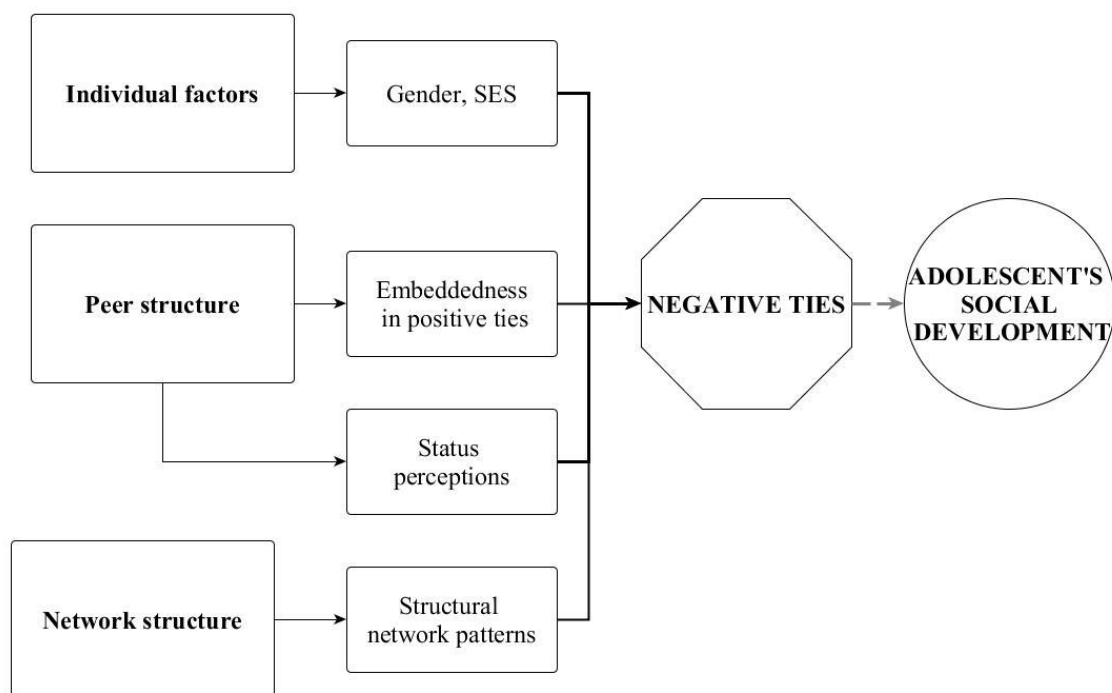 Individual factors
Gender, SES
Peer structure
Embeddedness
in positive ties
NEGATIVE TIES
ADOLESCENT'S
SOCIAL
DEVELOPMENT
Status
perceptions
Network structure
Structural
network patterns